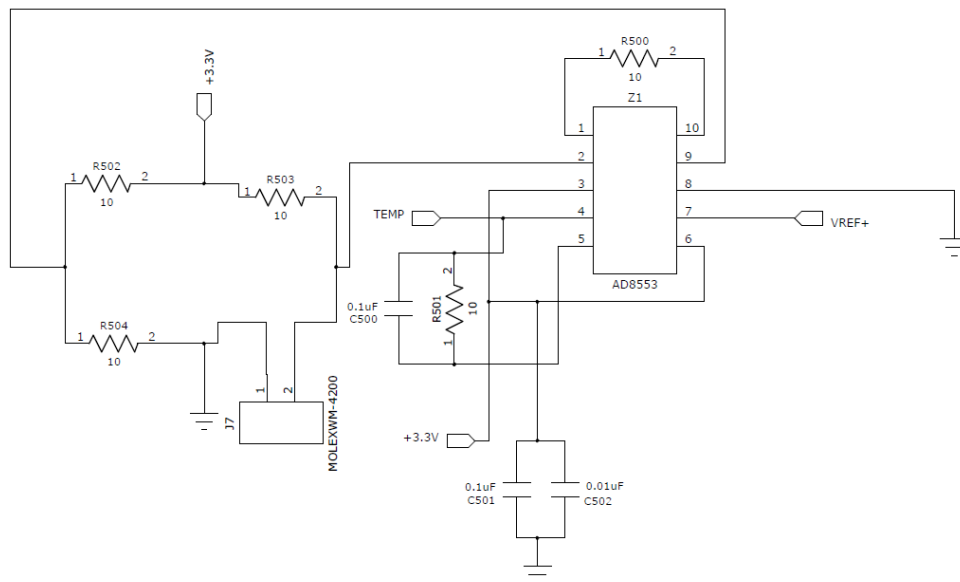 1 R500 2
10
Z1
+3.3V
1 10
2 9
3 8
4 7
5 6
AD8553
R502
1 2
10
R503
1 2
10
TEMP
VREF+
2
R501
10
1
0.1uF
C500
R504
1 2
10
1
2
J7
MOLEXWM-4200
+3.3V
0.1uF
C501
0.01uF
C502